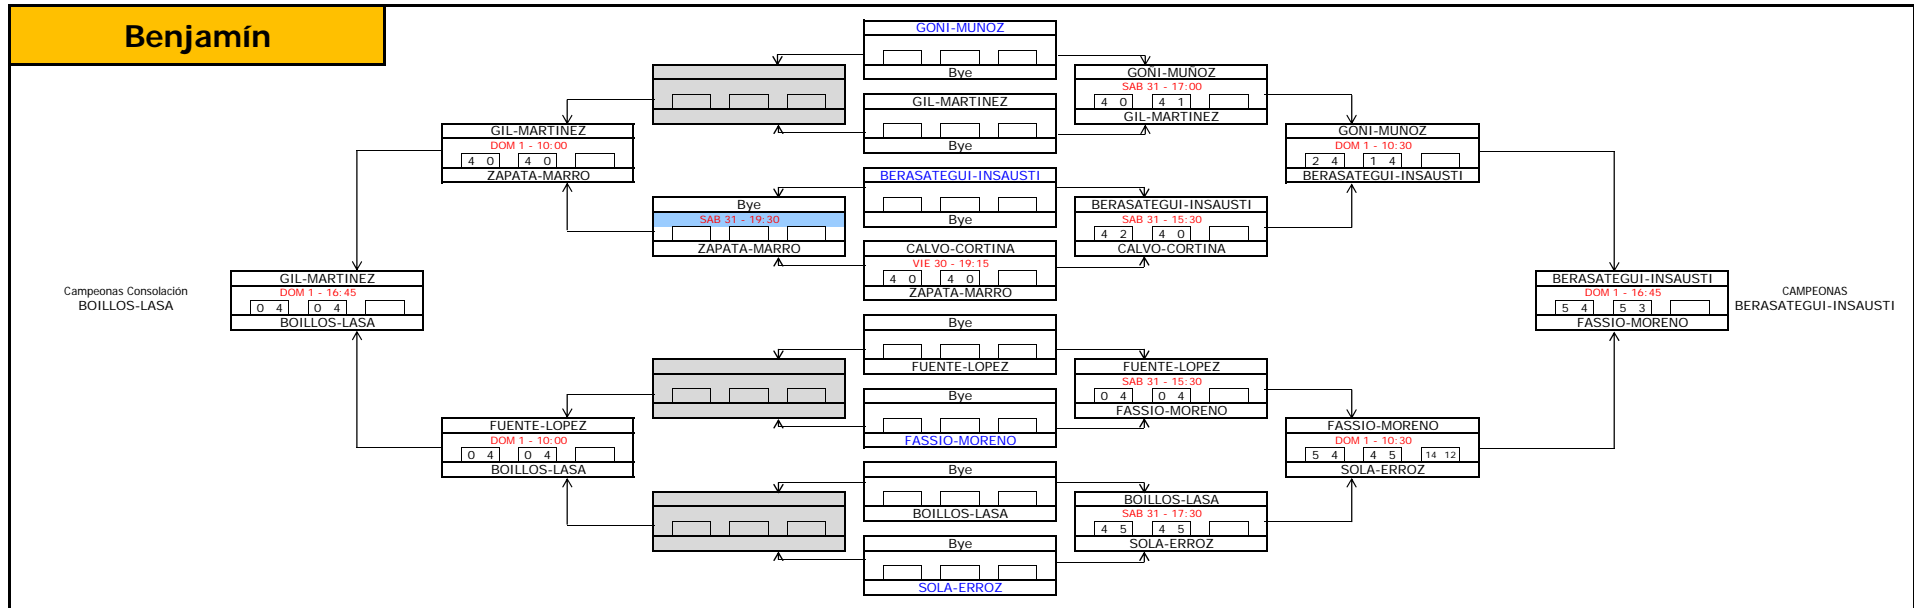 Benjamín
GOÑI-MUÑOZ
Bye
GIL-MARTINEZ
Bye
BERASATEGUI-INSAUSTI
Bye
CALVO-CORTINA
VIE 30 - 19:15
4 0 4 0
ZAPATA-MARRO
Bye
FUENTE-LOPEZ
Bye
FASSIO-MORENO
Bye
BOILLOS-LASA
Bye
SOLA-ERROZ
GOÑI-MUÑOZ
SAB 31 - 17:00
4 0 4 1
GIL-MARTINEZ
BERASATEGUI-INSAUSTI
SAB 31 - 15:30
4 2 4 0
CALVO-CORTINA
FUENTE-LOPEZ
SAB 31 - 15:30
0 4 0 4
FASSIO-MORENO
BOILLOS-LASA
SAB 31 - 17:30
4 5 4 5
SOLA-ERROZ
GOÑI-MUÑOZ
DOM 1 - 10:30
2 4 1 4
BERASATEGUI-INSAUSTI
FASSIO-MORENO
DOM 1 - 10:30
5 4 4 5 14 12
SOLA-ERROZ
BERASATEGUI-INSAUSTI
DOM 1 - 16:45
5 4 5 3
FASSIO-MORENO
CAMPEONAS
BERASATEGUI-INSAUSTI
Bye
SAB 31 - 19:30
ZAPATA-MARRO
GIL-MARTINEZ
DOM 1 - 10:00
4 0 4 0
ZAPATA-MARRO
FUENTE-LOPEZ
DOM 1 - 10:00
0 4 0 4
BOILLOS-LASA
GIL-MARTINEZ
DOM 1 - 16:45
0 4 0 4
BOILLOS-LASA
Campeonas Consolación
BOILLOS-LASA